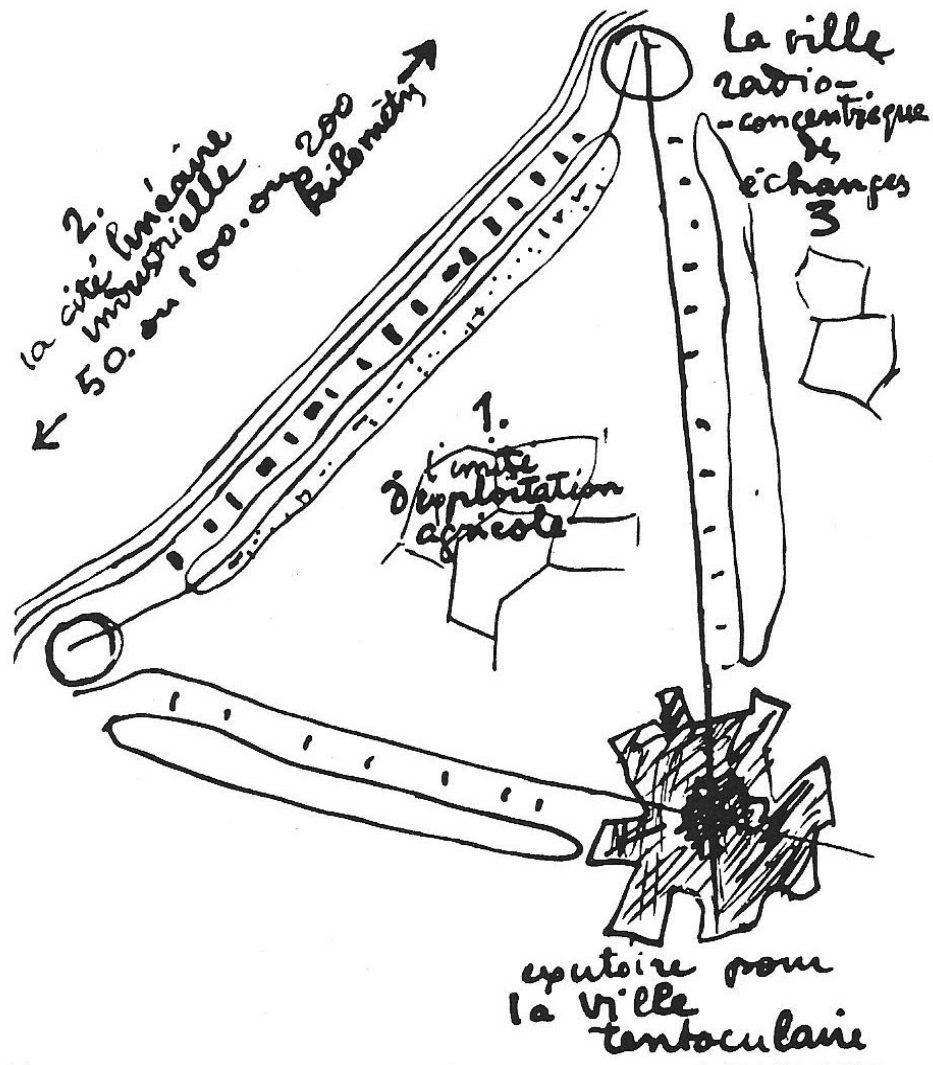 La ville
radio-
-concentrique
des
échanges
3
2.
la cité linéaire
industrielle
50. ou 100. ou 200
kilomètres
1.
l'unité
d'exploitation
agricole
exutoire pour
la ville
tentaculaire